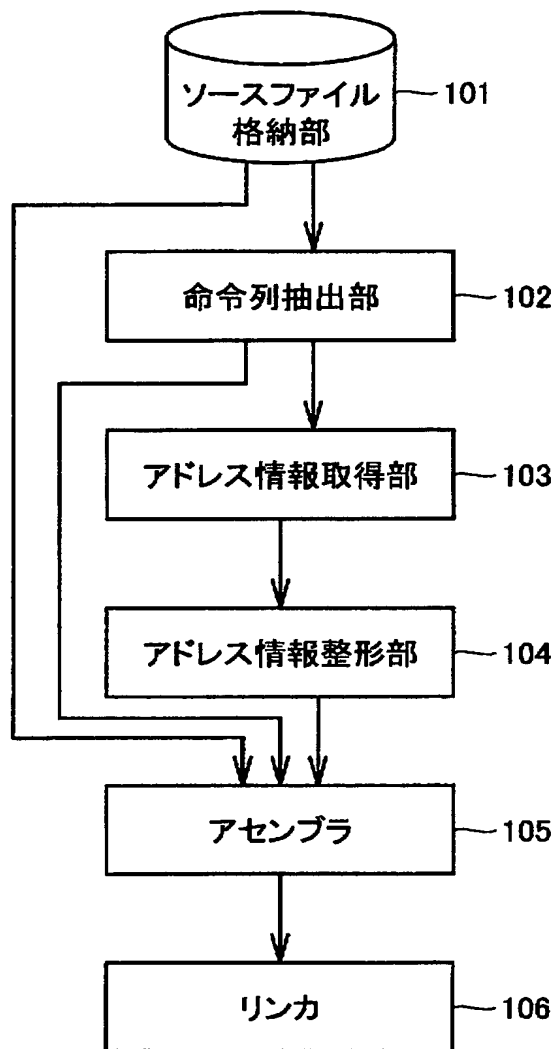 ソースファイル
格納部
101
命令列抽出部
102
アドレス情報取得部
103
アドレス情報整形部
104
アセンブラ
105
リンカ
106